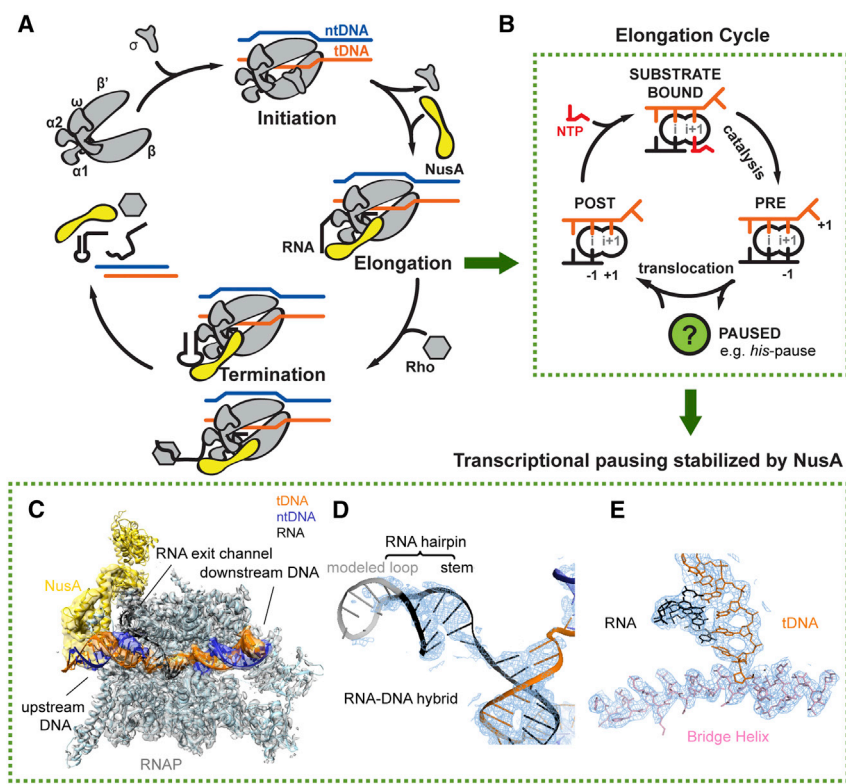 A
σ
ntDNA
tDNA
β'
ω
α2
α1
β
Initiation
NusA
RNA
Elongation
Rho
Termination
B
Elongation Cycle
SUBSTRATE
BOUND
NTP
i i+1
catalysis
POST
i i+1
-1 +1
PRE
i i+1
+1
-1
translocation
?
PAUSED
e.g. his-pause
Transcriptional pausing stabilized by NusA
C
tDNA
ntDNA
RNA
RNA exit channel
downstream DNA
NusA
upstream
DNA
RNAP
D
RNA hairpin
modeled loop stem
RNA-DNA hybrid
E
RNA
tDNA
Bridge Helix